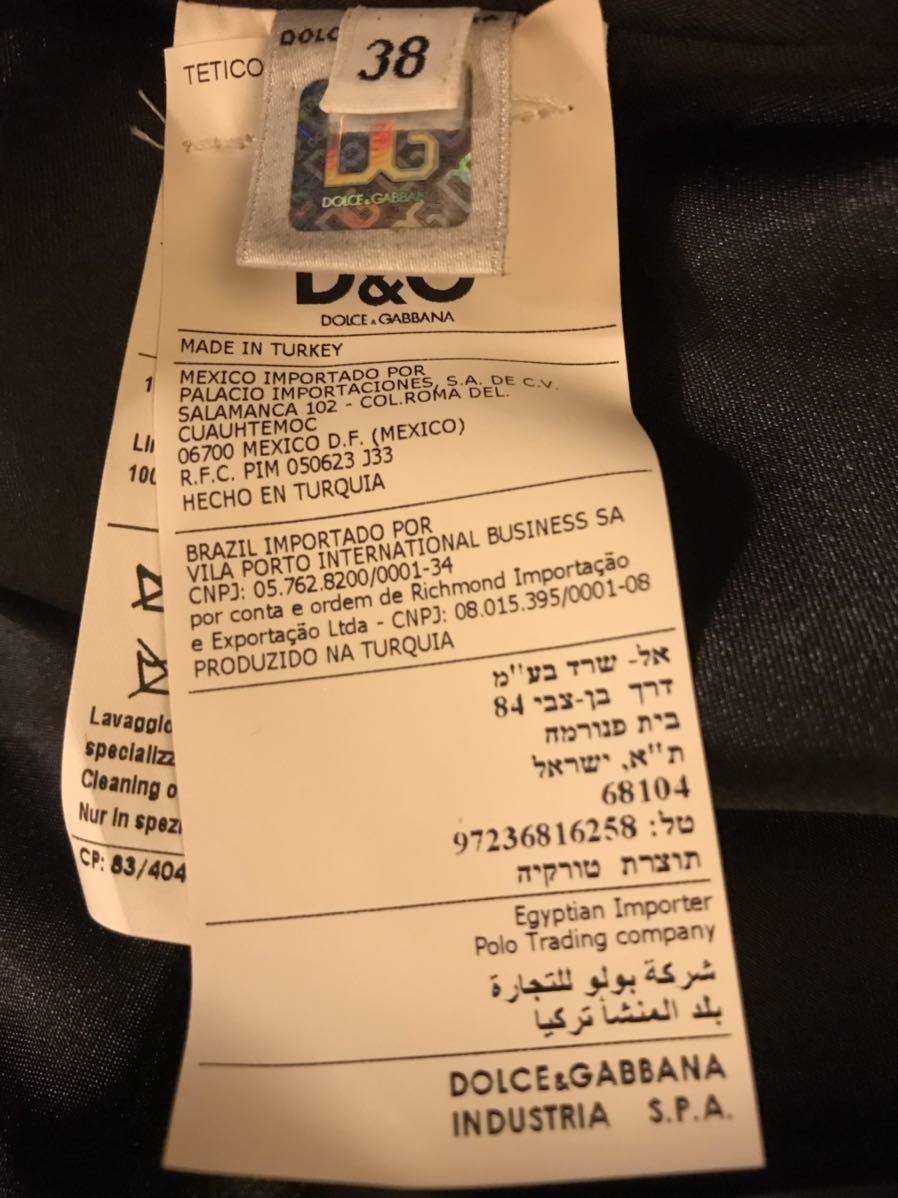 38
TETICO
DOLCE&GABBANA
D&G
DOLCE&GABBANA
MADE IN TURKEY
MEXICO IMPORTADO POR
PALACIO IMPORTACIONES, S.A. DE C.V.
SALAMANCA 102 - COL.ROMA DEL.
CUAUHTEMOC
06700 MEXICO D.F. (MEXICO)
R.F.C. PIM 050623 J33
HECHO EN TURQUIA
BRAZIL IMPORTADO POR
VILA PORTO INTERNATIONAL BUSINESS SA
CNPJ: 05.762.8200/0001-34
por conta e ordem de Richmond Importação
e Exportação Ltda - CNPJ: 08.015.395/0001-08
PRODUZIDO NA TURQUIA
אל- שרד בע"מ
דרך בן-צבי 84
בית פנורמה
ת"א, ישראל
68104
טל: 97236816258
תוצרת טורקיה
Egyptian Importer
Polo Trading company
شركة بولو للتجارة
بلد المنشأ تركيا
DOLCE&GABBANA
INDUSTRIA S.P.A.
Cleaning
Nur in
CP: 83/404